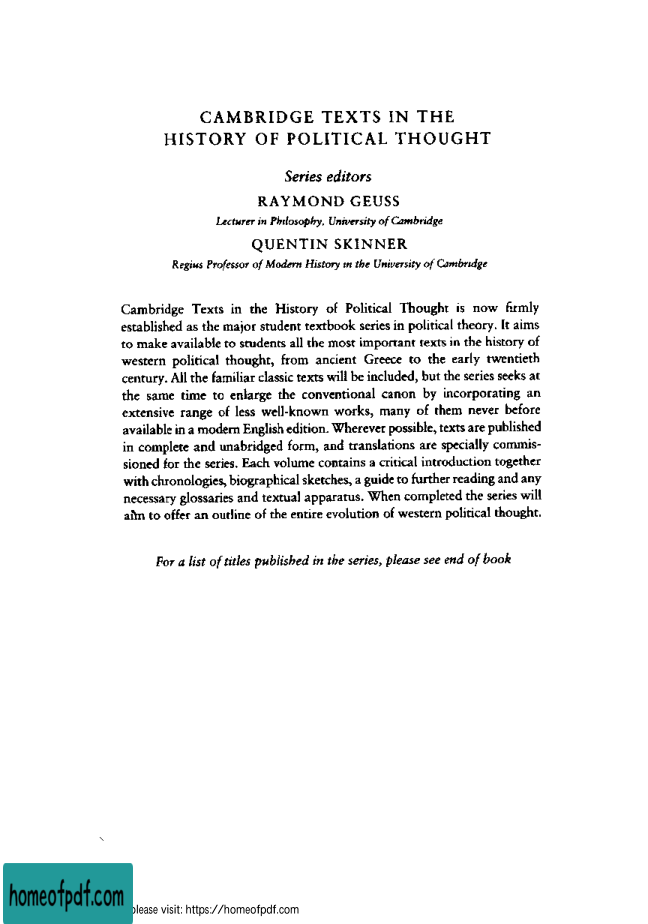 CAMBRIDGE TEXTS IN THE
HISTORY OF POLITICAL THOUGHT
Series editors
RAYMOND GEUSS
Lecturer in Philosophy, University of Cambridge
QUENTIN SKINNER
Regius Professor of Modern History in the University of Cambridge
Cambridge Texts in the History of Political Thought is now firmly
established as the major student textbook series in political theory. It aims
to make available to students all the most important texts in the history of
western political thought, from ancient Greece to the early twentieth
century. All the familiar classic texts will be included, but the series seeks at
the same time to enlarge the conventional canon by incorporating an
extensive range of less well-known works, many of them never before
available in a modern English edition. Wherever possible, texts are published
in complete and unabridged form, and translations are specially commis-
sioned for the series. Each volume contains a critical introduction together
with chronologies, biographical sketches, a guide to further reading and any
necessary glossaries and textual apparatus. When completed the series will
aim to offer an outline of the entire evolution of western political thought.
For a list of titles published in the series, please see end of book
homeofpdf.com
please visit: https://homeofpdf.com